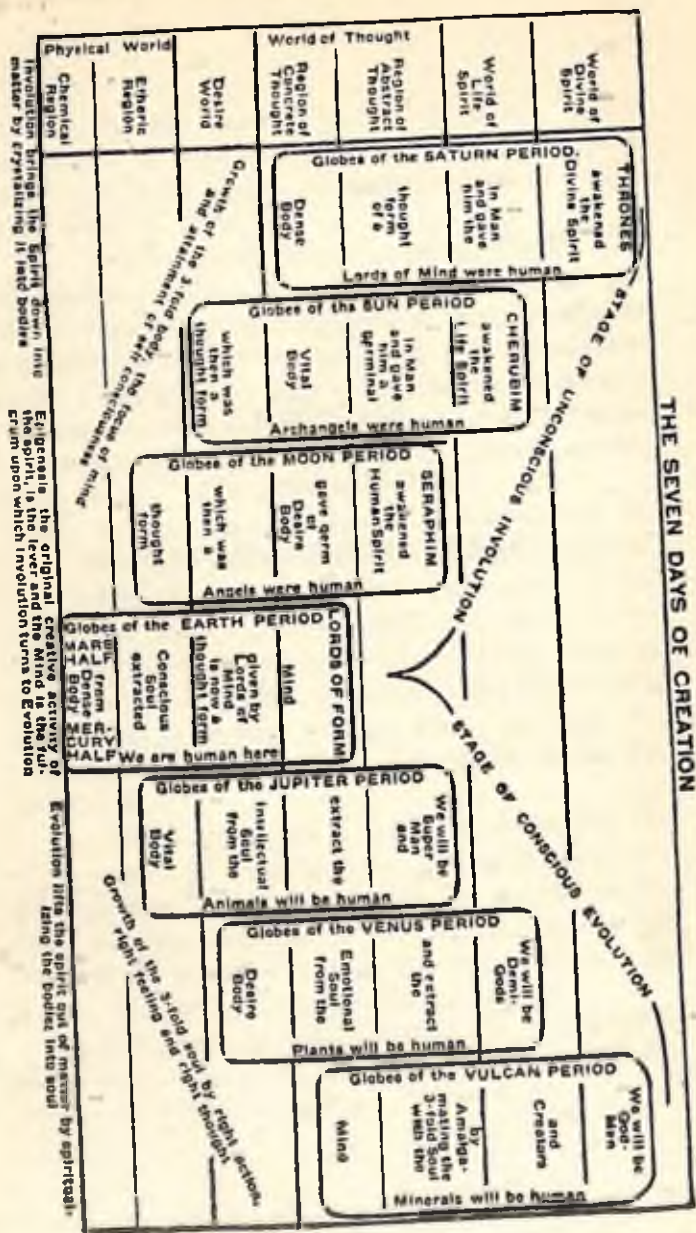 THE SEVEN DAYS OF CREATION
World of
Divine
Spirit
World of
Life
Spirit
World of Thought
Region of
Abstract
Thought
Region of
Concrete
Thought
Desire
World
Physical World
Etheric
Region
Chemical
Region
STAGE OF UNCONSCIOUS INVOLUTION
STAGE OF CONSCIOUS EVOLUTION
Globes of the SATURN PERIOD.
THRONES
awakened
the
Divine Spirit
In Man
and gave
him the
thought
form
of a
Dense
Body
Lords of Mind were human
Globes of the SUN PERIOD
CHERUBIM
awakened
the
Life Spirit
In Man
and gave
him a
germinal
Vital
Body
which was
then a
thought form
Archangels were human
Globes of the MOON PERIOD
SERAPHIM
awakened
the
Human Spirit
gave germ
of
Desire
Body
which was
then a
thought
form
Angels were human
Globes of the EARTH PERIOD
LORDS OF FORM
Mind
given by
Lords of
Mind
is now a
thought form
Conscious
Soul
extracted
from
Dense
Body
MARS
HALF
MER-
CURY
HALF
We are human here
Globes of the JUPITER PERIOD
We will be
Super
Man
and
extract the
Intellectual
Soul
from the
Vital
Body
Animals will be human
Globes of the VENUS PERIOD
We will be
Demi-
Gods
and extract
the
Emotional
Soul
from the
Desire
Body
Plants will be human
Globes of the VULCAN PERIOD
We will be
God-
Men
and
Creators
by
Amalga-
mating the
3-fold Soul
with the
Mind
Minerals will be human
Growth of the 3-fold body, the focus of mind
and attainment of self consciousness
Growth of the 3-fold soul by right action,
right feeling and right thought
Involution brings the Spirit down into
matter by crystalizing it into bodies
Epigenesis the original creative activity of
the spirit, is the lever and the Mind is the ful-
crum upon which Involution turns to Evolution
Evolution lifts the spirit out of matter by spiritual-
izing the bodies into soul